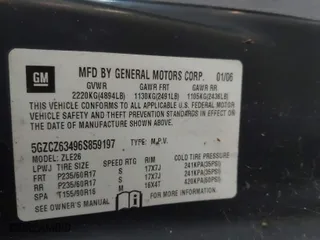 GM
MFD BY GENERAL MOTORS CORP. 01/06
GVWR GAWR FRT GAWR RR
2220KG(4894LB) 1130KG(2491LB) 1105KG(2436LB)
THIS VEHICLE CONFORMS TO ALL APPLICABLE
U.S. FEDERAL MOTOR
VEHICLE SAFETY, BUMPER, AND
THEFT PREVENTION STANDARDS IN EFFECT ON
THE DATE OF MANUFACTURE SHOWN ABOVE.
5GZCZ63496S859197 TYPE: M.P.V.
MODEL: ZLE26
LPWJ TIRE SIZE SPEED RTG RIM COLD TIRE PRESSURE
FRT P235/60R17 S 17X7J 241KPA(35PSI)
RR P235/60R17 S 17X7J 241KPA(35PSI)
SPA T155/90R16 M 16X4T 420KPA(60PSI)
SEE OWNER'S MANUAL FOR ADDITIONAL INFORMATION.